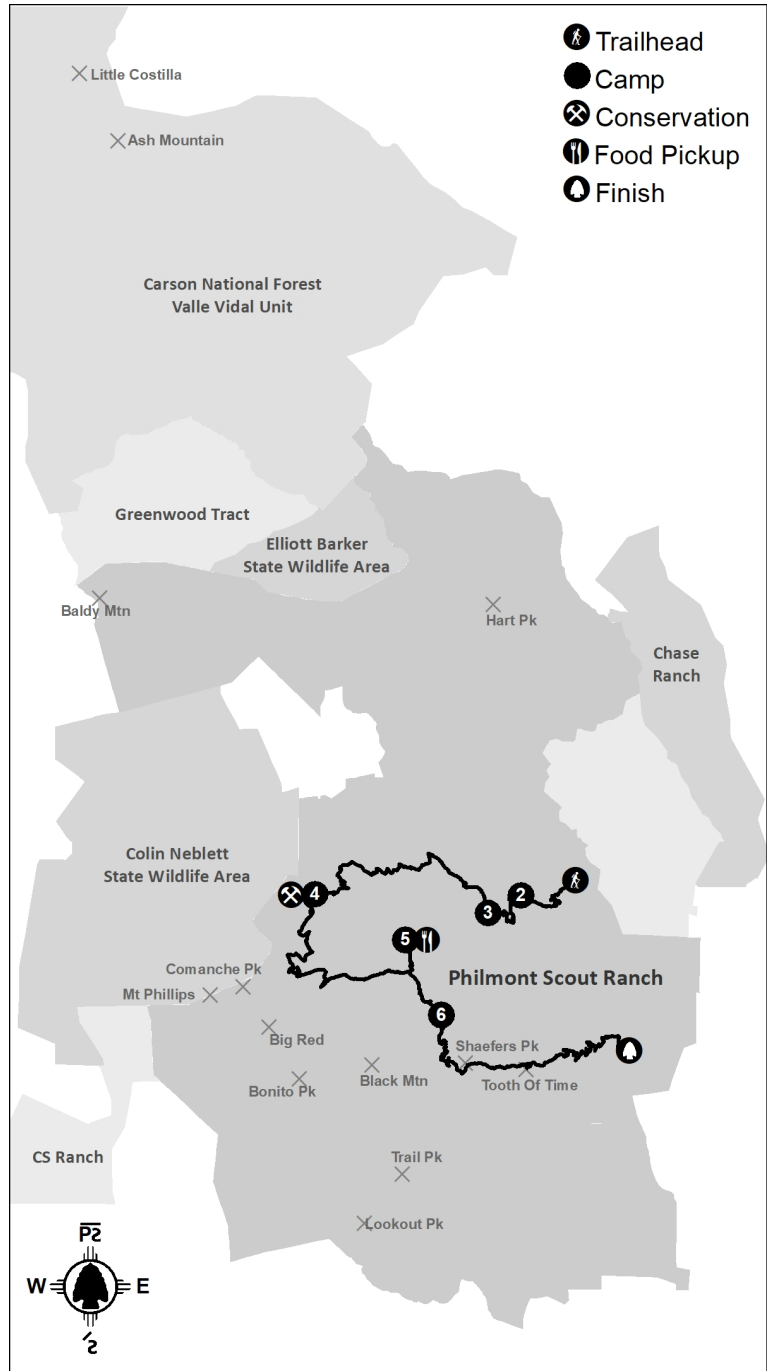 Trailhead
Camp
Conservation
Food Pickup
Finish
Little Costilla
Ash Mountain
Carson National Forest
Valle Vidal Unit
Greenwood Tract
Elliott Barker
State Wildlife Area
Baldy Mtn
Hart Pk
Chase
Ranch
Colin Neblett
State Wildlife Area
4
2
3
5
Comanche Pk
Philmont Scout Ranch
Mt Phillips
6
Big Red
Shaefers Pk
Black Mtn
Tooth Of Time
Bonito Pk
CS Ranch
Trail Pk
Lookout Pk
W
E